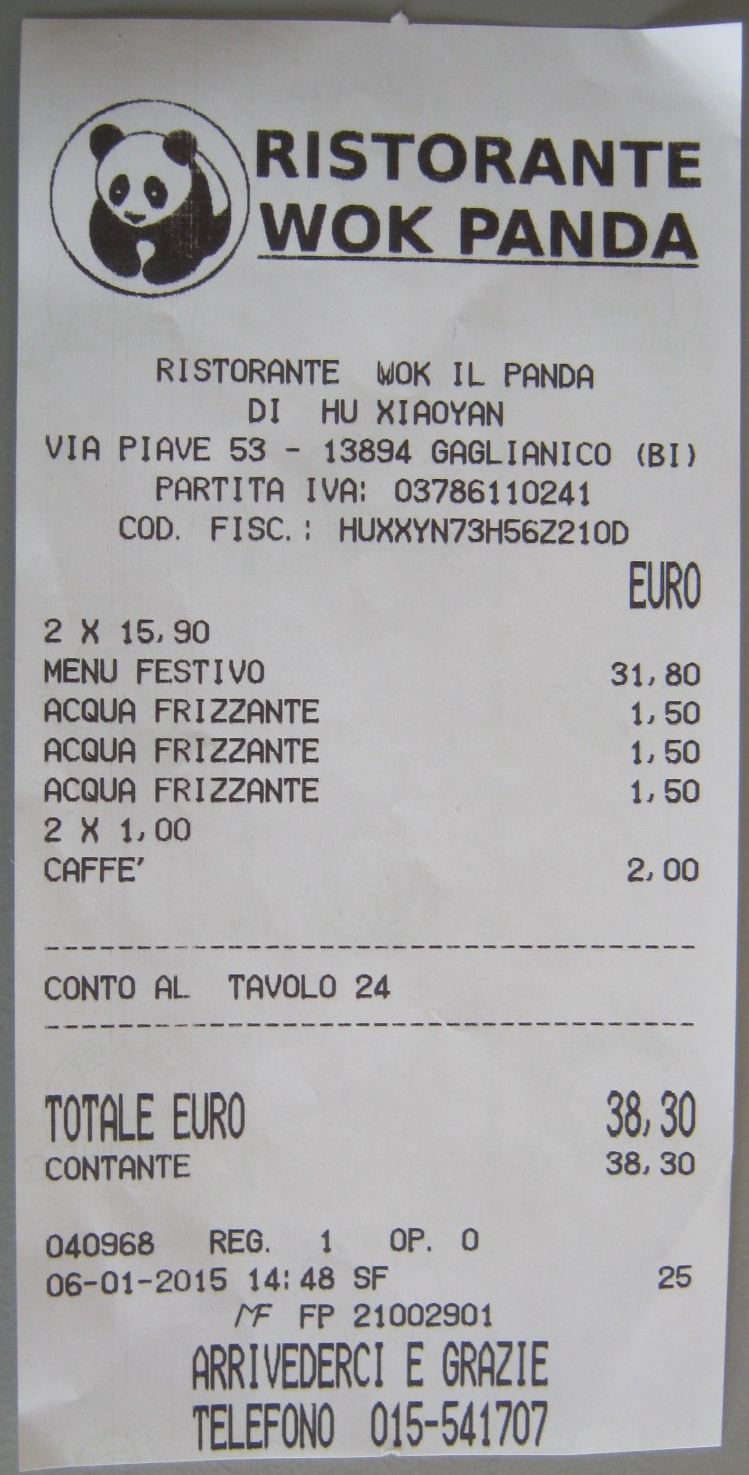 RISTORANTE
WOK PANDA
RISTORANTE WOK IL PANDA
DI HU XIAOYAN
VIA PIAVE 53 - 13894 GAGLIANICO (BI)
PARTITA IVA: 03786110241
COD. FISC.: HUXXYN73H56Z210D
EURO
2 X 15,90
MENU FESTIVO 31,80
ACQUA FRIZZANTE 1,50
ACQUA FRIZZANTE 1,50
ACQUA FRIZZANTE 1,50
2 X 1,00
CAFFE' 2,00
CONTO AL TAVOLO 24
TOTALE EURO 38,30
CONTANTE 38,30
040968 REG. 1 OP. 0
06-01-2015 14:48 SF 25
MF FP 21002901
ARRIVEDERCI E GRAZIE
TELEFONO 015-541707